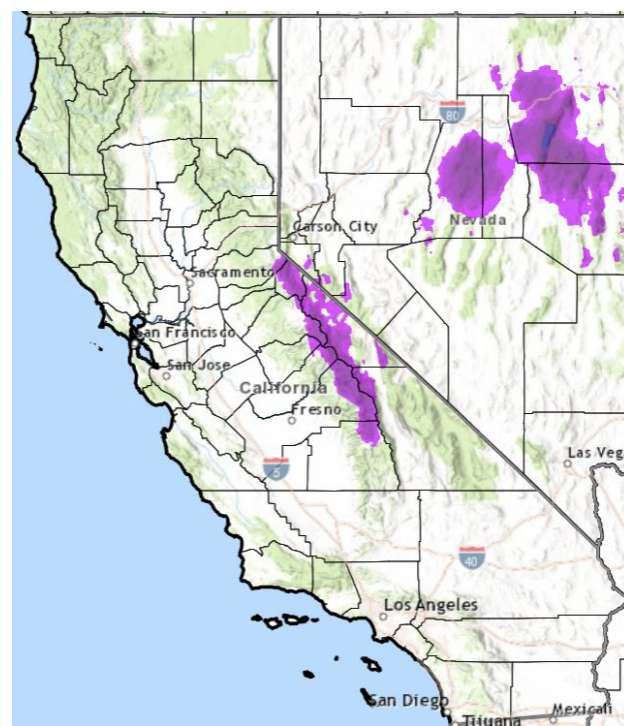 80
Carson City
Nevada
Sacramento
San Francisco
San Jose
California
Fresno
5
Las Veg
40
Los Angeles
San Diego
Tijuana
Mexicali